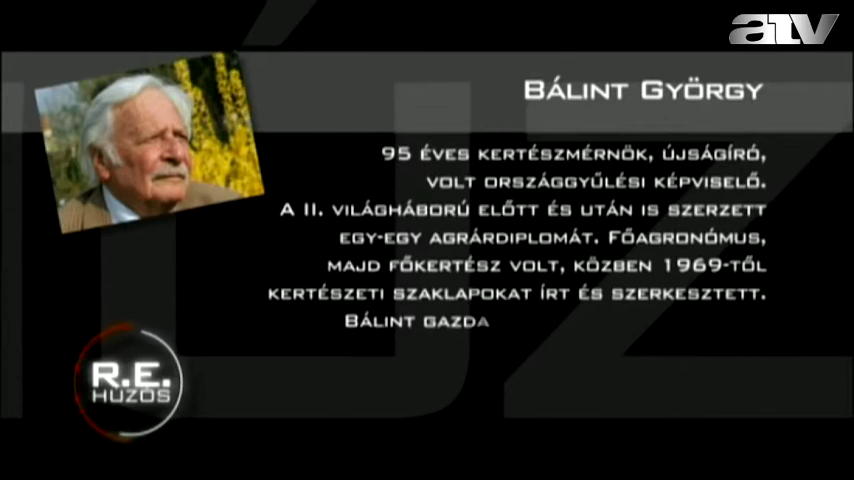 atv
BÁLINT GYÖRGY
95 ÉVES KERTÉSZMÉRNÖK, ÚJSÁGÍRÓ,
VOLT ORSZÁGGYŰLÉSI KÉPVISELŐ.
A II. VILÁGHÁBORÚ ELŐTT ÉS UTÁN IS SZERZETT
EGY-EGY AGRÁRDIPLOMÁT. FŐAGRONÓMUS,
MAJD FŐKERTÉSZ VOLT, KÖZBEN 1969-TŐL
KERTÉSZETI SZAKLAPOKAT ÍRT ÉS SZERKESZTETT.
BÁLINT GAZDA
R.E.
HÚZÓS